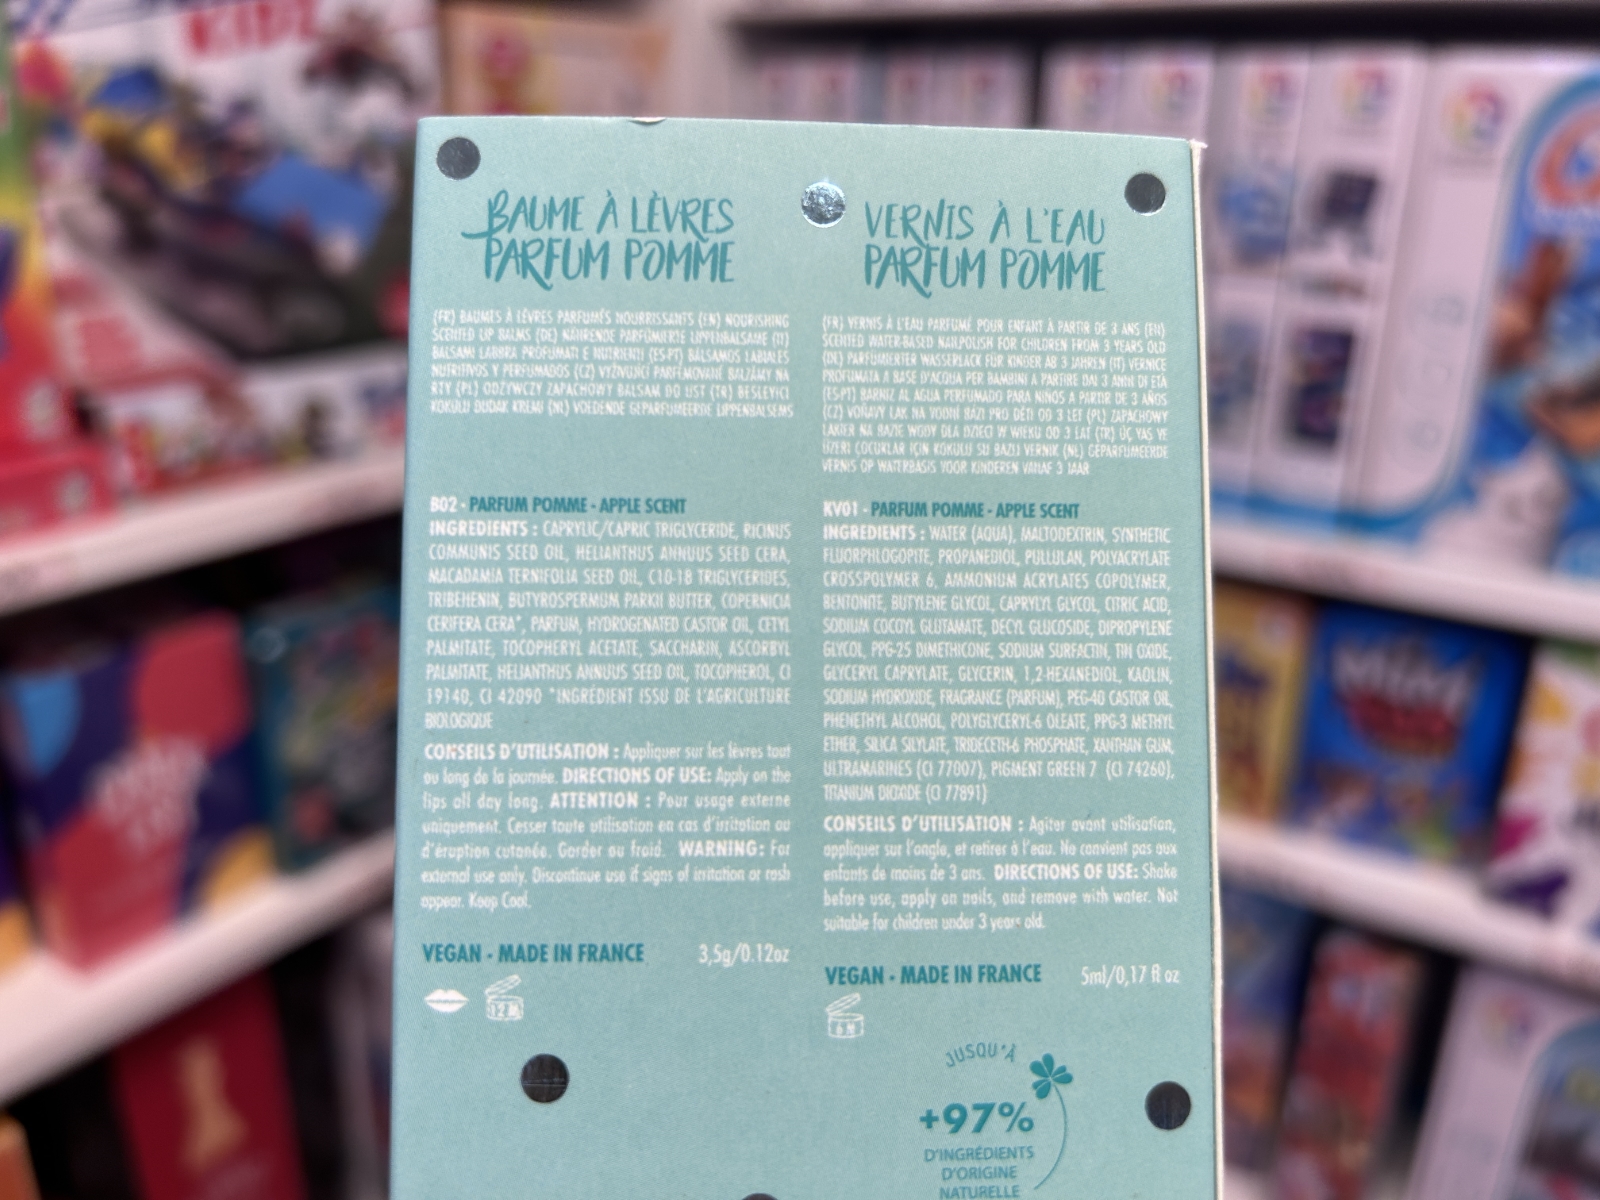 KIDZ
BAUME À LÈVRES
PARFUM POMME
(FR) BAUMES À LÈVRES PARFUMÉS NOURRISSANTS (EN) NOURISHING
SCENTED LIP BALMS (DE) NÄHRENDE PARFÜMIERTE LIPPENBALSAME (IT)
BALSAMI LABBRA PROFUMATI E NUTRIENTI (ES-PT) BÁLSAMOS LABIALES
NUTRITIVOS Y PERFUMADOS (CZ) VYŽIVUJÍCÍ PARFÉMOVANÉ BALZÁMY NA
RTY (PL) ODŻYWCZY ZAPACHOWY BALSAM DO UST (TR) BESLEYICI
KOKULU DUDAK KREMI (NL) VOEDENDE GEPARFUMEERDE LIPPENBALSEMS
B02 - PARFUM POMME - APPLE SCENT
INGREDIENTS : CAPRYLIC/CAPRIC TRIGLYCERIDE, RICINUS
COMMUNIS SEED OIL, HELIANTHUS ANNUUS SEED CERA,
MACADAMIA TERNIFOLIA SEED OIL, C10-18 TRIGLYCERIDES,
TRIBEHENIN, BUTYROSPERMUM PARKII BUTTER, COPERNICIA
CERIFERA CERA*, PARFUM, HYDROGENATED CASTOR OIL, CETYL
PALMITATE, TOCOPHERYL ACETATE, SACCHARIN, ASCORBYL
PALMITATE, HELIANTHUS ANNUUS SEED OIL, TOCOPHEROL, CI
19140, CI 42090 *INGRÉDIENT ISSU DE L'AGRICULTURE
BIOLOGIQUE
CONSEILS D'UTILISATION : Appliquer sur les lèvres tout
au long de la journée. DIRECTIONS OF USE: Apply on the
lips all day long. ATTENTION : Pour usage externe
uniquement. Cesser toute utilisation en cas d'irritation ou
d'éruption cutanée. Garder au froid. WARNING: For
external use only. Discontinue use if signs of irritation or rash
appear. Keep Cool.
VEGAN - MADE IN FRANCE 3,5g/0.12oz
12 M
VERNIS À L'EAU
PARFUM POMME
(FR) VERNIS À L'EAU PARFUMÉ POUR ENFANT À PARTIR DE 3 ANS (EN)
SCENTED WATER-BASED NAILPOLISH FOR CHILDREN FROM 3 YEARS OLD
(DE) PARFÜMIERTER WASSERLACK FÜR KINDER AB 3 JAHREN (IT) VERNICE
PROFUMATA A BASE D'ACQUA PER BAMBINI A PARTIRE DAI 3 ANNI DI ETÀ
(ES-PT) BARNIZ AL AGUA PERFUMADO PARA NIÑOS A PARTIR DE 3 AÑOS
(CZ) VOŇAVÝ LAK NA VODNÍ BÁZI PRO DĚTI OD 3 LET (PL) ZAPACHOWY
LAKIER NA BAZIE WODY DLA DZIECI W WIEKU OD 3 LAT (TR) ÜÇ YAS VE
ÜZERI ÇOCUKLAR IÇIN KOKULU SU BAZLI VERNIK (NL) GEPARFUMEERDE
VERNIS OP WATERBASIS VOOR KINDEREN VANAF 3 JAAR
KV01 - PARFUM POMME - APPLE SCENT
INGREDIENTS : WATER (AQUA), MALTODEXTRIN, SYNTHETIC
FLUORPHLOGOPITE, PROPANEDIOL, PULLULAN, POLYACRYLATE
CROSSPOLYMER 6, AMMONIUM ACRYLATES COPOLYMER,
BENTONITE, BUTYLENE GLYCOL, CAPRYLYL GLYCOL, CITRIC ACID,
SODIUM COCOYL GLUTAMATE, DECYL GLUCOSIDE, DIPROPYLENE
GLYCOL, PPG-25 DIMETHICONE, SODIUM SURFACTIN, TIN OXIDE,
GLYCERYL CAPRYLATE, GLYCERIN, 1,2-HEXANEDIOL, KAOLIN,
SODIUM HYDROXIDE, FRAGRANCE (PARFUM), PEG-40 CASTOR OIL,
PHENETHYL ALCOHOL, POLYGLYCERYL-6 OLEATE, PPG-3 METHYL
ETHER, SILICA SILYLATE, TRIDECETH-6 PHOSPHATE, XANTHAN GUM,
ULTRAMARINES (CI 77007), PIGMENT GREEN 7 (CI 74260),
TITANIUM DIOXIDE (CI 77891)
CONSEILS D'UTILISATION : Agiter avant utilisation,
appliquer sur l'ongle, et retirer à l'eau. Ne convient pas aux
enfants de moins de 3 ans. DIRECTIONS OF USE: Shake
before use, apply on nails, and remove with water. Not
suitable for children under 3 years old.
VEGAN - MADE IN FRANCE 5ml/0,17 fl oz
6 M
JUSQU'À
+97%
D'INGRÉDIENTS
D'ORIGINE
NATURELLE